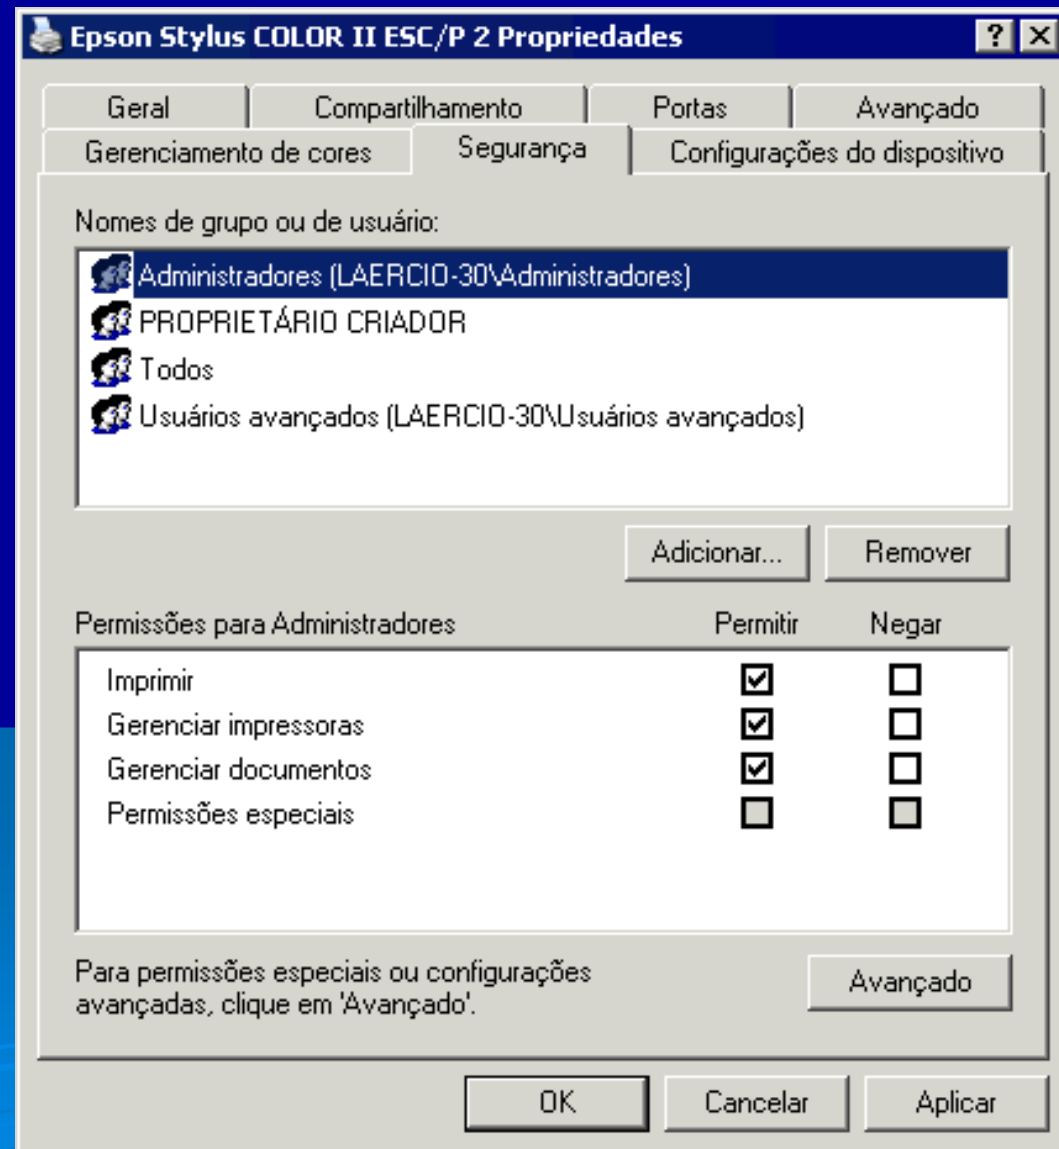 Epson Stylus COLOR II ESC/P 2 Propriedades
Geral Compartilhamento Portas Avançado
Gerenciamento de cores Segurança Configurações do dispositivo
Nomes de grupo ou de usuário:
Administradores (LAERCIO-30\Administradores)
PROPRIETÁRIO CRIADOR
Todos
Usuários avançados (LAERCIO-30\Usuários avançados)
Adicionar... Remover
Permissões para Administradores Permitir Negar
Imprimir
Gerenciar impressoras
Gerenciar documentos
Permissões especiais
Para permissões especiais ou configurações
avançadas, clique em 'Avançado'.
Avançado
OK Cancelar Aplicar